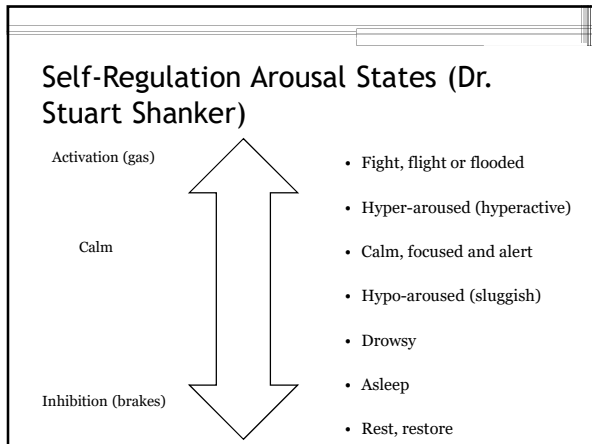 Self-Regulation Arousal States (Dr.
Stuart Shanker)
Activation (gas)
Calm
Inhibition (brakes)
• Fight, flight or flooded
• Hyper-aroused (hyperactive)
• Calm, focused and alert
• Hypo-aroused (sluggish)
• Drowsy
• Asleep
• Rest, restore